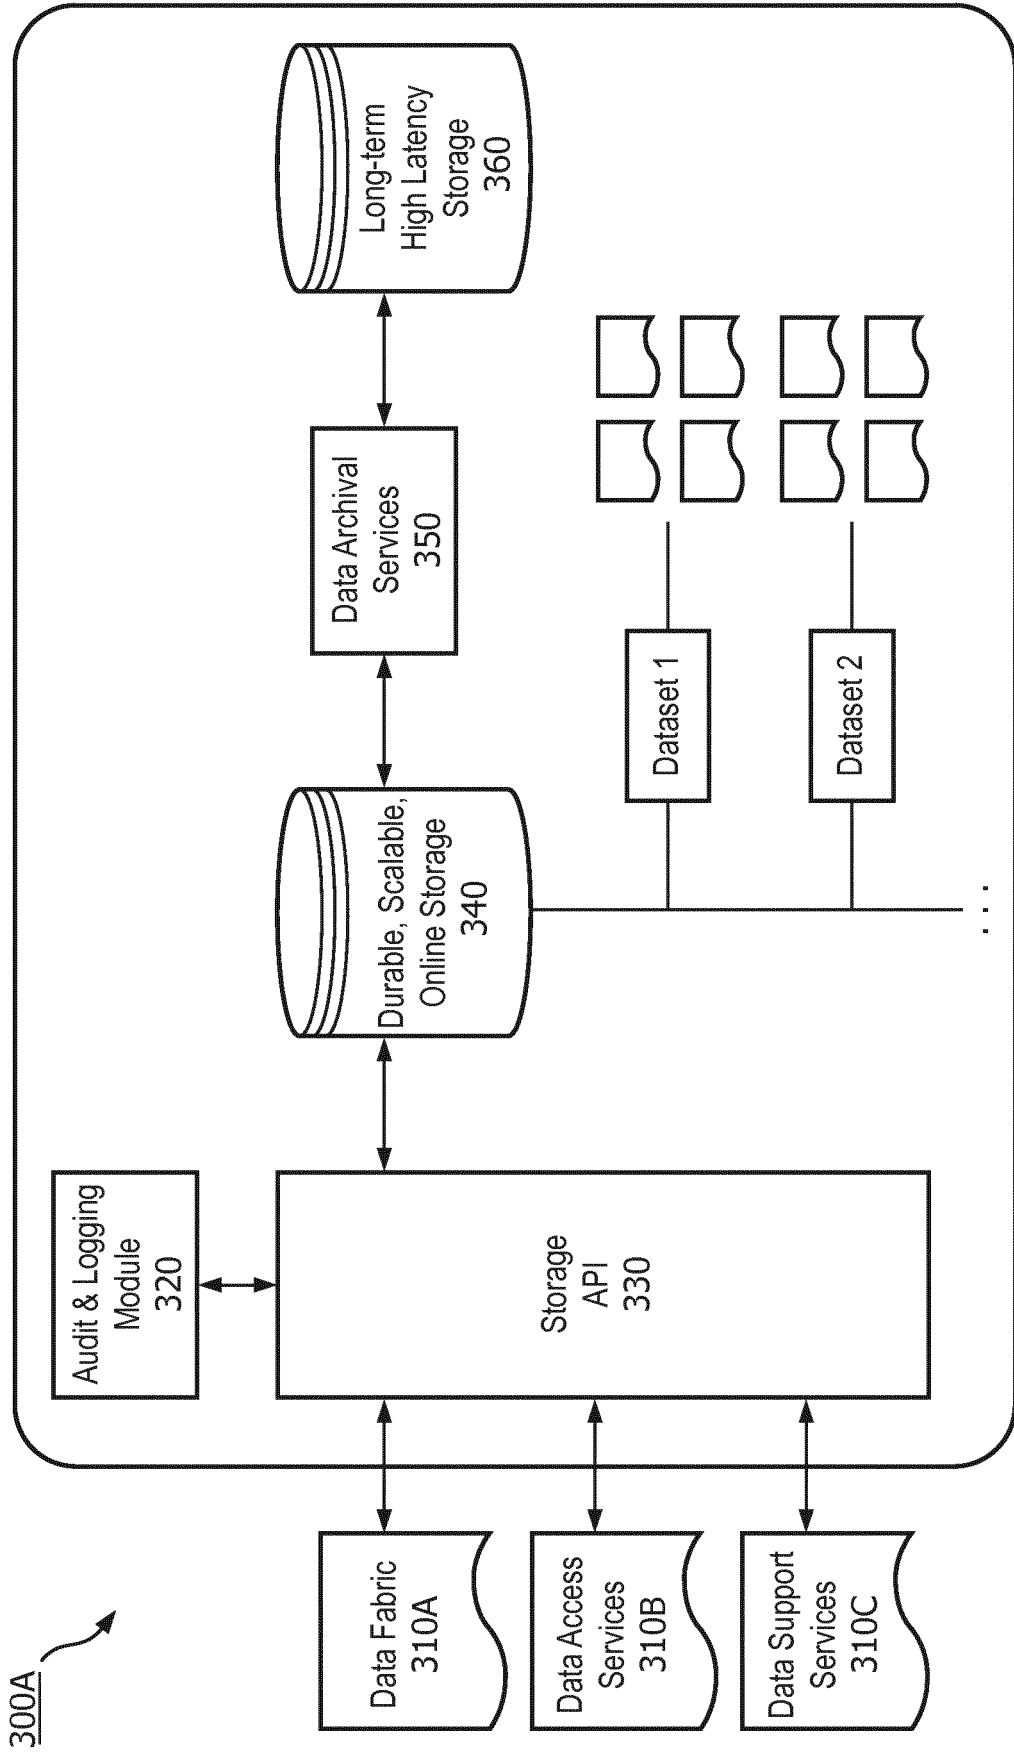 300A
Data Fabric
310A
Data Access
Services
310B
Data Support
Services
310C
Audit & Logging
Module
320
Storage
API
330
Durable, Scalable,
Online Storage
340
Data Archival
Services
350
Long-term
High Latency
Storage
360
Dataset 1
Dataset 2
...